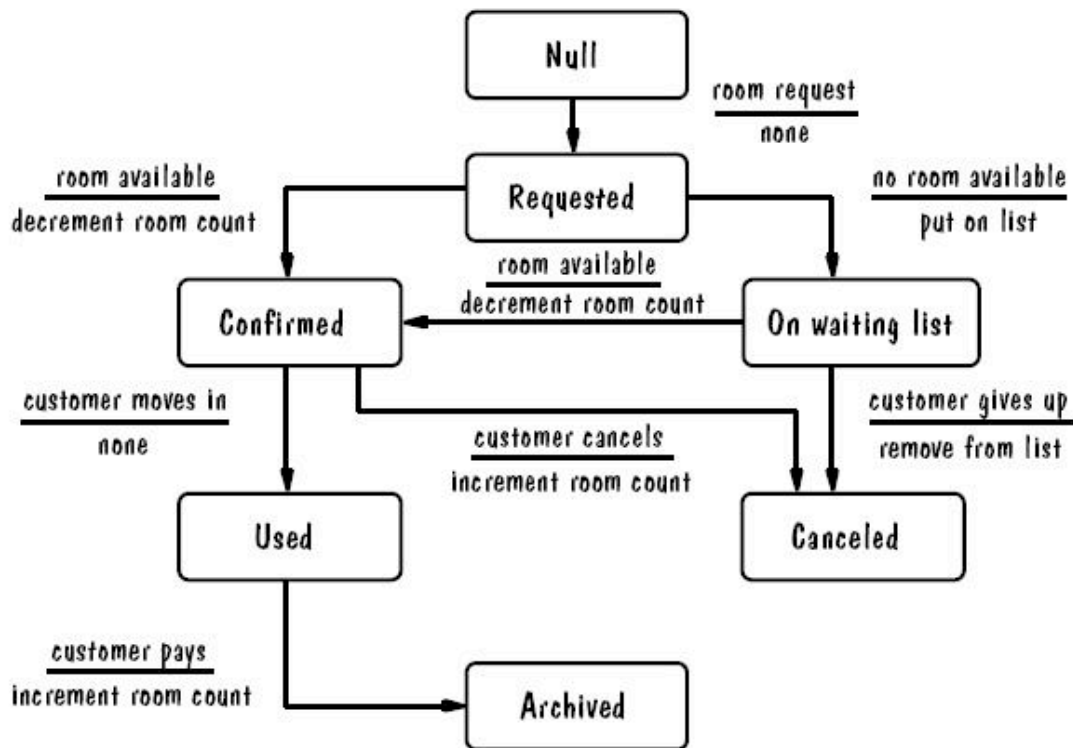 Null
room request
none
room available
decrement room count
Requested
no room available
put on list
room available
decrement room count
Confirmed
On waiting list
customer moves in
none
customer cancels
increment room count
customer gives up
remove from list
Used
Canceled
customer pays
increment room count
Archived